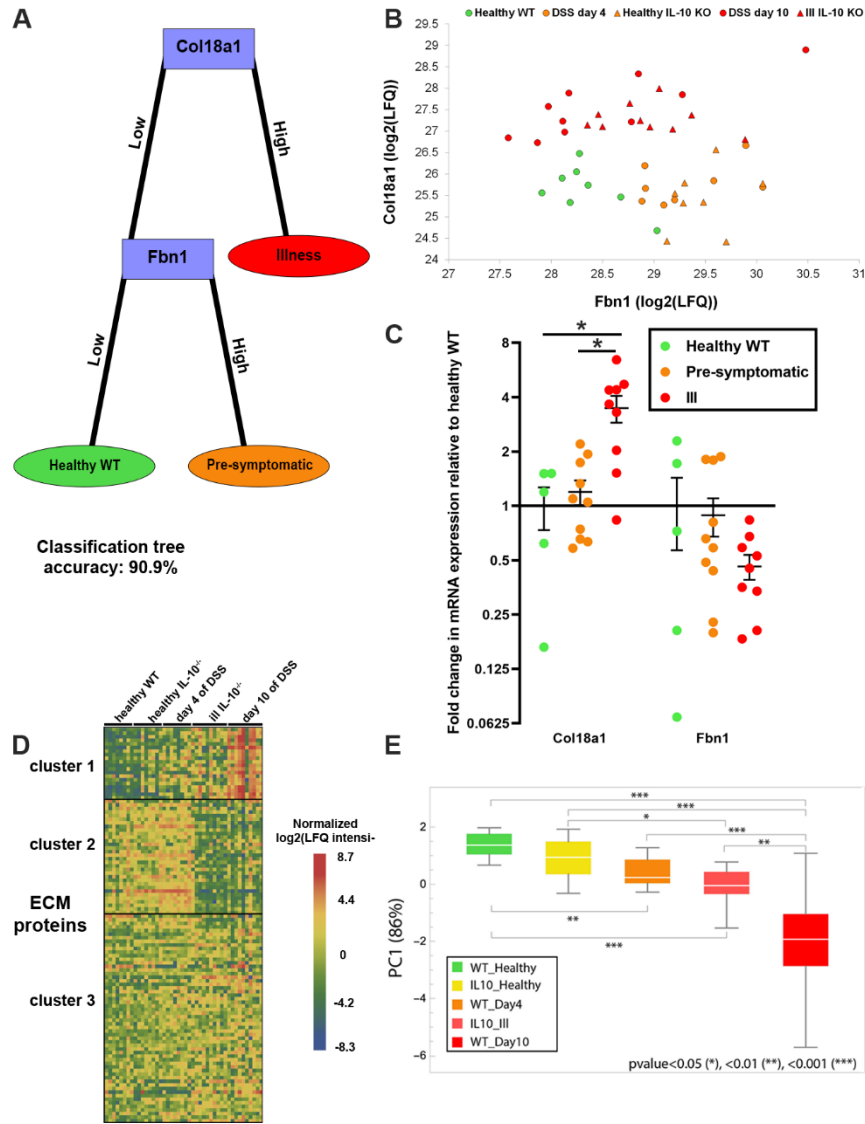 A
Col18a1
Low
High
Fbn1
Illness
Low
High
Healthy WT
Pre-symptomatic
Classification tree
accuracy: 90.9%
B
Healthy WT DSS day 4 Healthy IL-10 KO DSS day 10 Ill IL-10 KO
Col18a1 (log2(LFQ))
29.5
29
28.5
28
27.5
27
26.5
26
25.5
25
24.5
24
27 27.5 28 28.5 29 29.5 30 30.5 31
Fbn1 (log2(LFQ))
C
Fold change in mRNA expression relative to healthy WT
8
4
2
1
0.5
0.25
0.125
0.0625
*
*
Healthy WT
Pre-symptomatic
Ill
Col18a1 Fbn1
D
healthy WT
healthy IL-10-/-
day 4 of DSS
ill IL-10-/-
day 10 of DSS
cluster 1
cluster 2
ECM
proteins
cluster 3
Normalized
log2(LFQ intensi-
8.7
4.4
0
-4.2
-8.3
E
PC1 (86%)
2
0
−2
−4
−6
***
***
*
***
**
**
***
WT_Healthy
IL10_Healthy
WT_Day4
IL10_Ill
WT_Day10
pvalue<0.05 (*), <0.01 (**), <0.001 (***)